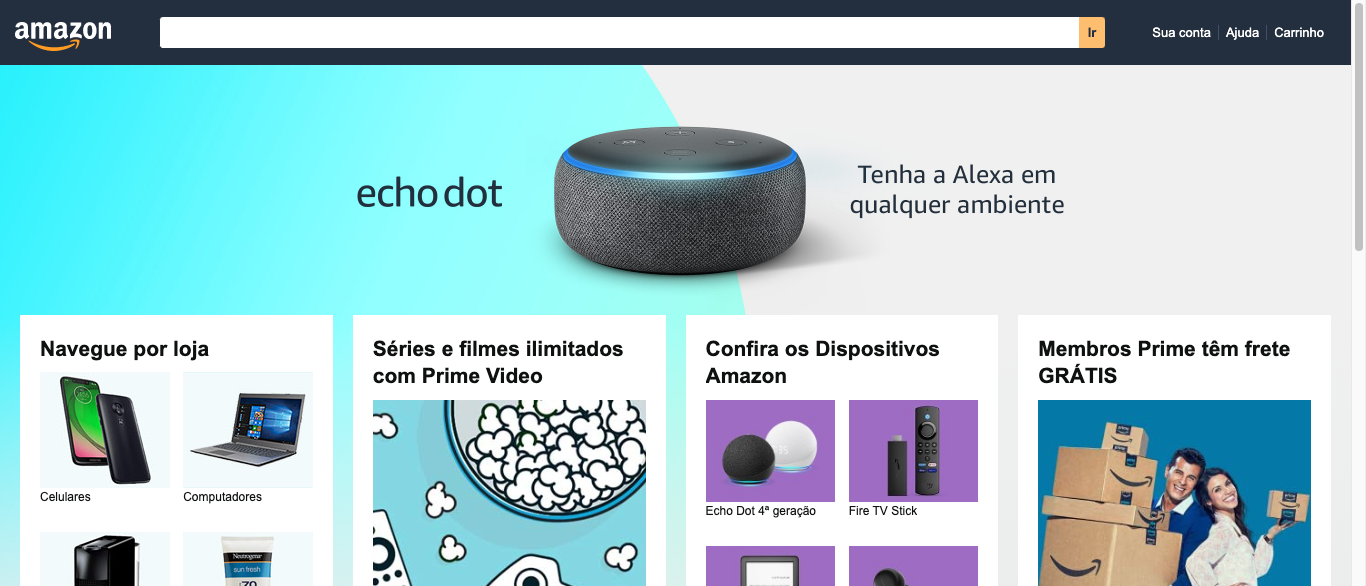 amazon
Ir
Sua conta
Ajuda
Carrinho
echo dot
Tenha a Alexa em
qualquer ambiente
Navegue por loja
Celulares
Computadores
Neutrogena
sun fresh
70
Séries e filmes ilimitados
com Prime Video
Confira os Dispositivos
Amazon
Echo Dot 4ª geração
Fire TV Stick
Membros Prime têm frete
GRÁTIS
prime
prime